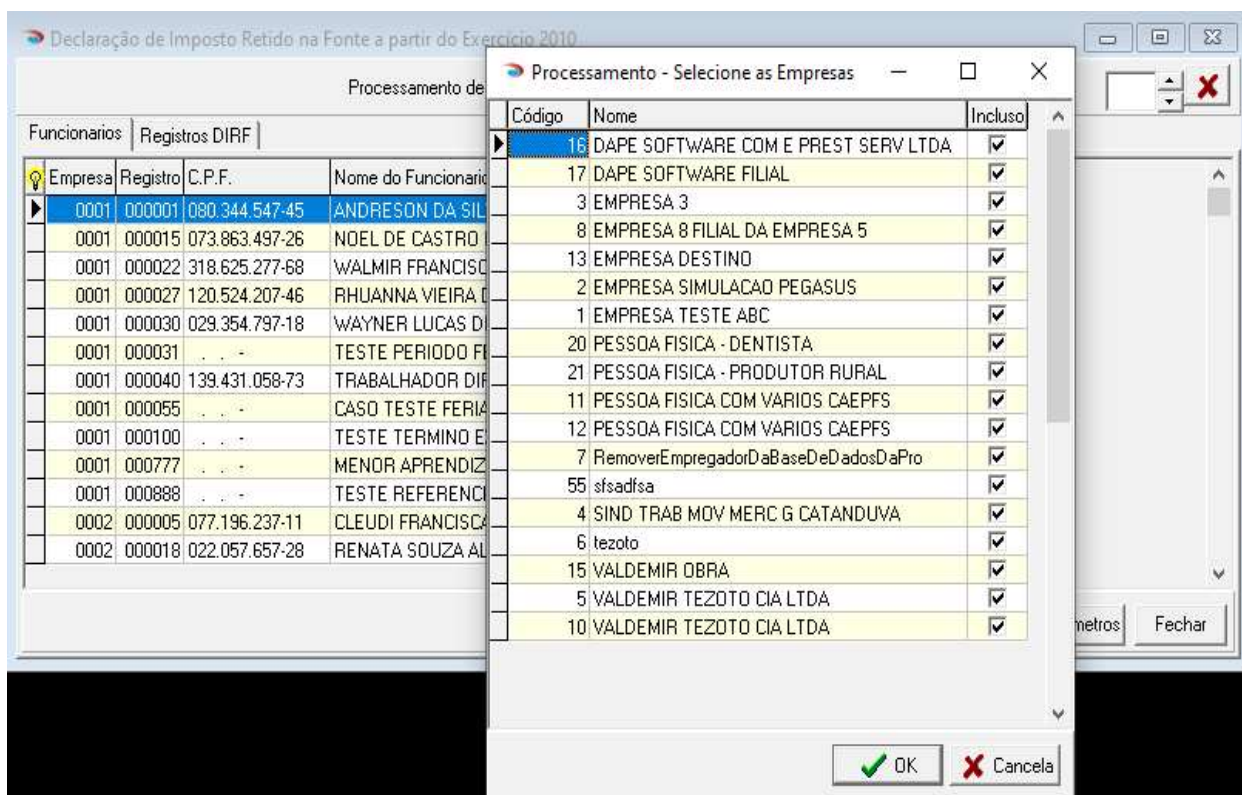 Declaração de Imposto Retido na Fonte a partir do Exercício 2010
Processamento de
Funcionarios Registros DIRF
Empresa Registro C.P.F. Nome do Funcionario
0001 000001 080.344.547-45 ANDRESON DA SIL
0001 000015 073.863.497-26 NOEL DE CASTRO
0001 000022 318.625.277-68 WALMIR FRANCISC
0001 000027 120.524.207-46 RHUANNA VIEIRA D
0001 000030 029.354.797-18 WAYNER LUCAS D
0001 000031 . . - TESTE PERIODO FE
0001 000040 139.431.058-73 TRABALHADOR DIR
0001 000055 . . - CASO TESTE FERIA
0001 000100 . . - TESTE TERMINO E
0001 000777 . . - MENOR APRENDIZ
0001 000888 . . - TESTE REFERENCI
0002 000005 077.196.237-11 CLEUDI FRANCISCA
0002 000018 022.057.657-28 RENATA SOUZA AL
metros Fechar
Processamento - Selecione as Empresas
Código Nome Incluso
16 DAPE SOFTWARE COM E PREST SERV LTDA
17 DAPE SOFTWARE FILIAL
3 EMPRESA 3
8 EMPRESA 8 FILIAL DA EMPRESA 5
13 EMPRESA DESTINO
2 EMPRESA SIMULACAO PEGASUS
1 EMPRESA TESTE ABC
20 PESSOA FISICA - DENTISTA
21 PESSOA FISICA - PRODUTOR RURAL
11 PESSOA FISICA COM VARIOS CAEPFS
12 PESSOA FISICA COM VARIOS CAEPFS
7 RemoverEmpregadorDaBaseDeDadosDaPro
55 sfsadfsa
4 SIND TRAB MOV MERC G CATANDUVA
6 tezoto
15 VALDEMIR OBRA
5 VALDEMIR TEZOTO CIA LTDA
10 VALDEMIR TEZOTO CIA LTDA
OK Cancela